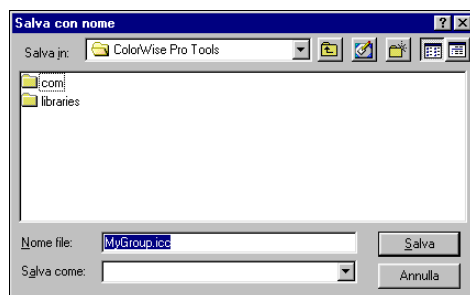 Salva con nome
Salva in: ColorWise Pro Tools
com
libraries
Nome file: MyGroup.icc Salva
Salva come: Annulla